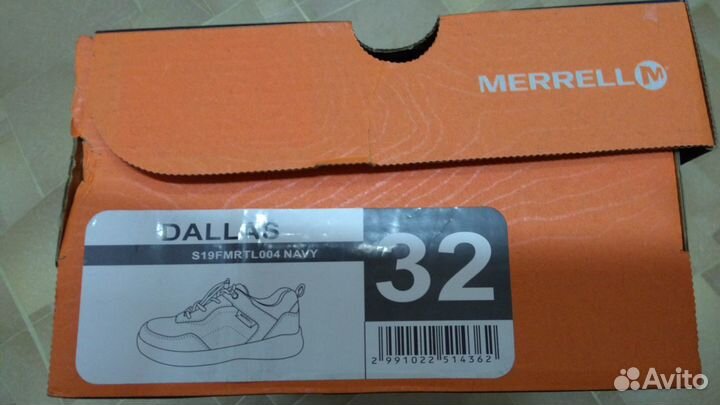 MERRELL M
DALLAS
S19FMRTL004 NAVY
32
2 991022 514362
Avito